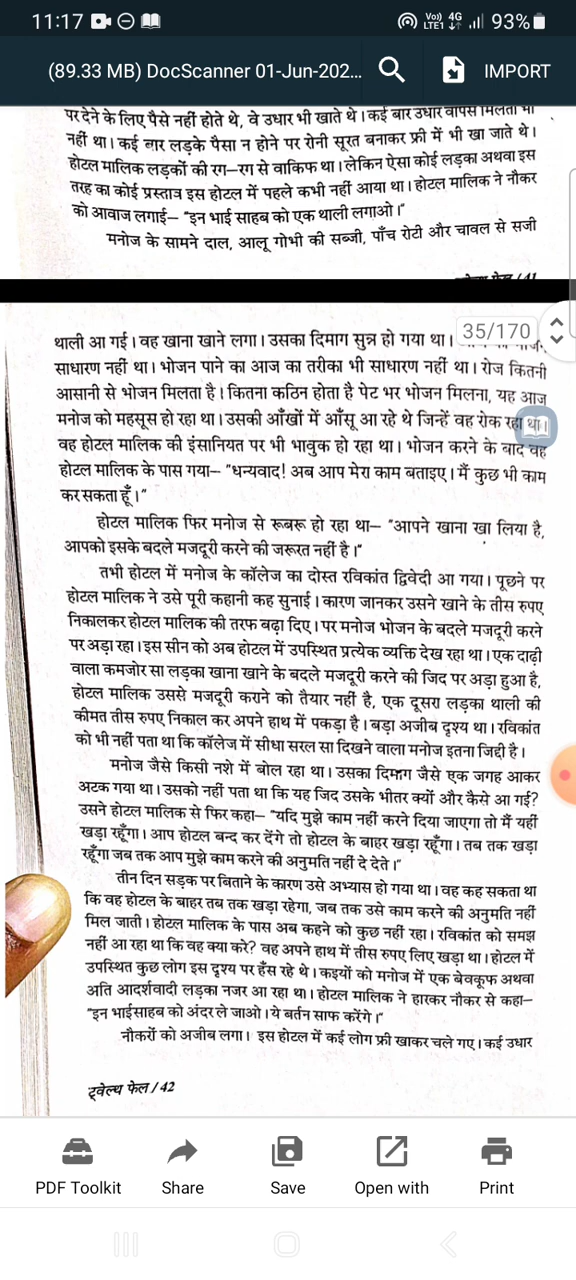 11:17
Vo) 4G
LTE1
93%
(89.33 MB) DocScanner 01-Jun-202...
IMPORT
पर देने के लिए पैसे नहीं होते थे, वे उधार भी खाते थे। कई बार उधार वापस मिलता भी
नहीं था। कई बार लड़के पैसा न होने पर रोनी सूरत बनाकर फ्री में भी खा जाते थे।
होटल मालिक लड़कों की रग–रग से वाकिफ था। लेकिन ऐसा कोई लड़का अथवा इस
तरह का कोई प्रस्ताव इस होटल में पहले कभी नहीं आया था। होटल मालिक ने नौकर
को आवाज लगाई– "इन भाई साहब को एक थाली लगाओ।"
मनोज के सामने दाल, आलू गोभी की सब्जी, पाँच रोटी और चावल से सजी
35/170
थाली आ गई। वह खाना खाने लगा। उसका दिमाग सुन्न हो गया था।
साधारण नहीं था। भोजन पाने का आज का तरीका भी साधारण नहीं था। रोज कितनी
आसानी से भोजन मिलता है। कितना कठिन होता है पेट भर भोजन मिलना, यह आज
मनोज को महसूस हो रहा था। उसकी आँखों में आँसू आ रहे थे जिन्हें वह रोक रहा था।
वह होटल मालिक की इंसानियत पर भी भावुक हो रहा था। भोजन करने के बाद वह
होटल मालिक के पास गया– "धन्यवाद! अब आप मेरा काम बताइए। मैं कुछ भी काम
कर सकता हूँ।"
होटल मालिक फिर मनोज से रूबरू हो रहा था– "आपने खाना खा लिया है,
आपको इसके बदले मजदूरी करने की जरूरत नहीं है।"
तभी होटल में मनोज के कॉलेज का दोस्त रविकांत द्विवेदी आ गया। पूछने पर
होटल मालिक ने उसे पूरी कहानी कह सुनाई। कारण जानकर उसने खाने के तीस रुपए
निकालकर होटल मालिक की तरफ बढ़ा दिए। पर मनोज भोजन के बदले मजदूरी करने
पर अड़ा रहा। इस सीन को अब होटल में उपस्थित प्रत्येक व्यक्ति देख रहा था। एक दाढ़ी
वाला कमजोर सा लड़का खाना खाने के बदले मजदूरी करने की जिद पर अड़ा हुआ है,
होटल मालिक उससे मजदूरी कराने को तैयार नहीं है, एक दूसरा लड़का थाली की
कीमत तीस रुपए निकाल कर अपने हाथ में पकड़ा है। बड़ा अजीब दृश्य था। रविकांत
को भी नहीं पता था कि कॉलेज में सीधा सरल सा दिखने वाला मनोज इतना जिद्दी है।
मनोज जैसे किसी नशे में बोल रहा था। उसका दिमाग जैसे एक जगह आकर
अटक गया था। उसको नहीं पता था कि यह जिद उसके भीतर क्यों और कैसे आ गई?
उसने होटल मालिक से फिर कहा– "यदि मुझे काम नहीं करने दिया जाएगा तो मैं यहीं
खड़ा रहूँगा। आप होटल बन्द कर देंगे तो होटल के बाहर खड़ा रहूँगा। तब तक खड़ा
रहूँगा जब तक आप मुझे काम करने की अनुमति नहीं दे देते।"
तीन दिन सड़क पर बिताने के कारण उसे अभ्यास हो गया था। वह कह सकता था
कि वह होटल के बाहर तब तक खड़ा रहेगा, जब तक उसे काम करने की अनुमति नहीं
मिल जाती। होटल मालिक के पास अब कहने को कुछ नहीं रहा। रविकांत को समझ
नहीं आ रहा था कि वह क्या करे? वह अपने हाथ में तीस रुपए लिए खड़ा था। होटल में
उपस्थित कुछ लोग इस दृश्य पर हँस रहे थे। कइयों को मनोज में एक बेवकूफ अथवा
अति आदर्शवादी लड़का नजर आ रहा था। होटल मालिक ने हारकर नौकर से कहा–
"इन भाईसाहब को अंदर ले जाओ। ये बर्तन साफ करेंगे।"
नौकरों को अजीब लगा। इस होटल में कई लोग फ्री खाकर चले गए। कई उधार
ट्वेल्थ फेल / 42
PDF Toolkit
Share
Save
Open with
Print